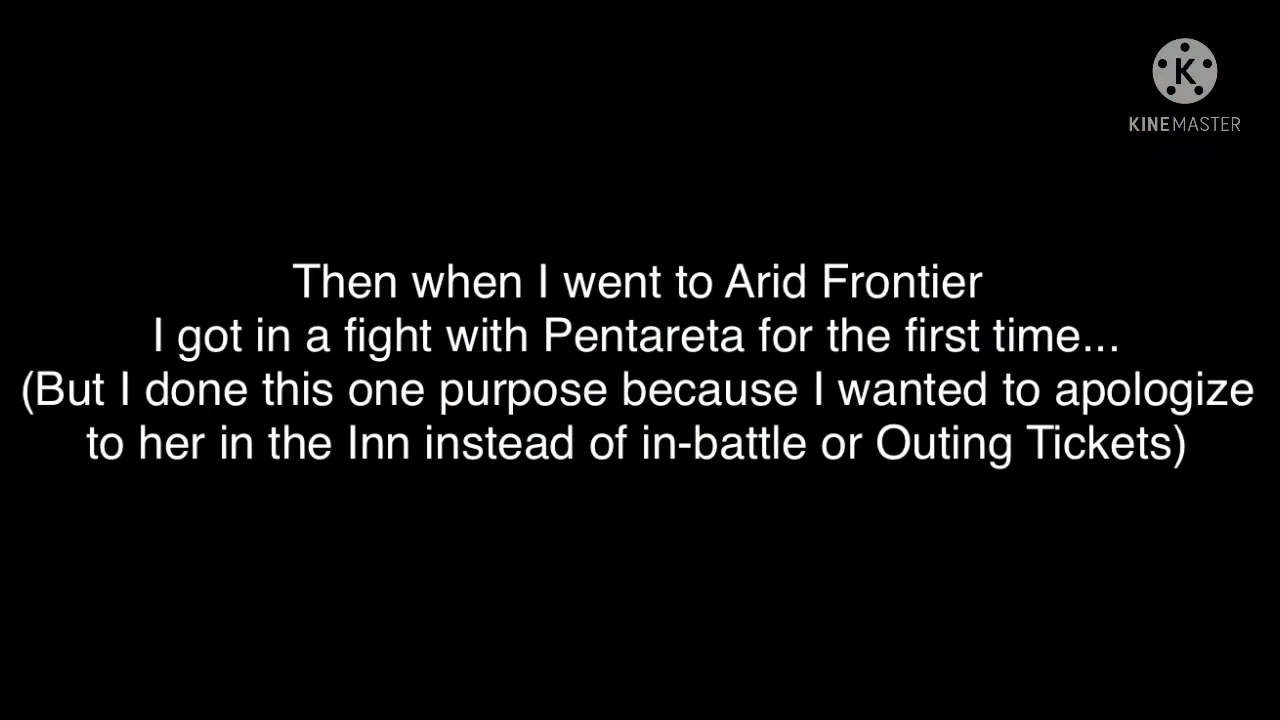 K
KINEMASTER
Then when I went to Arid Frontier
I got in a fight with Pentareta for the first time...
(But I done this one purpose because I wanted to apologize
to her in the Inn instead of in-battle or Outing Tickets)